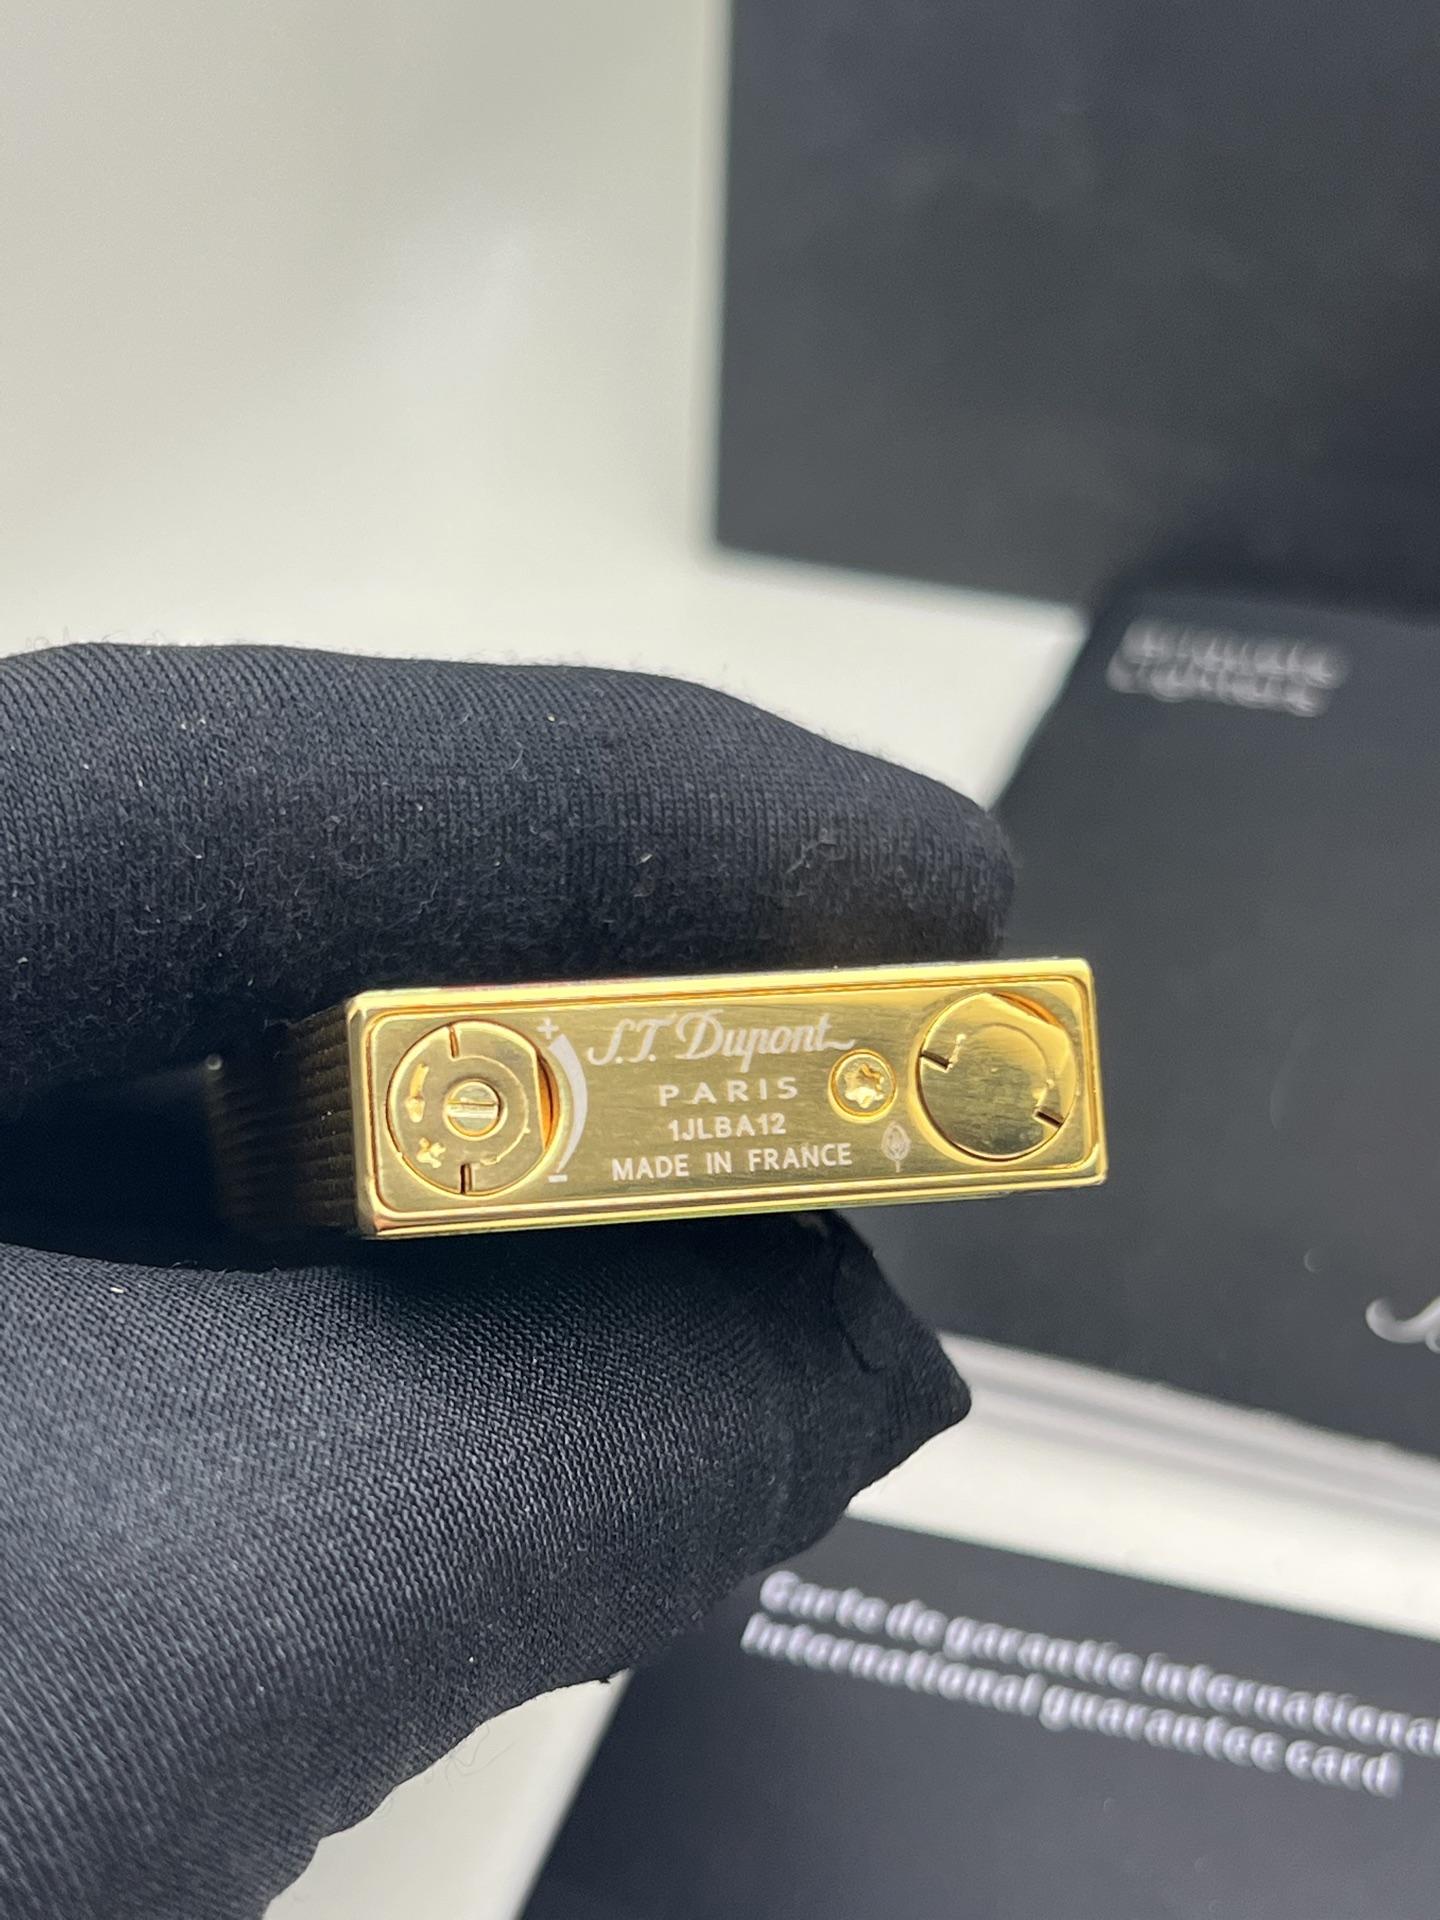 S.T. Dupont
PARIS
1JLBA12
MADE IN FRANCE
+
−
Carte de garantie international
International guarantee card